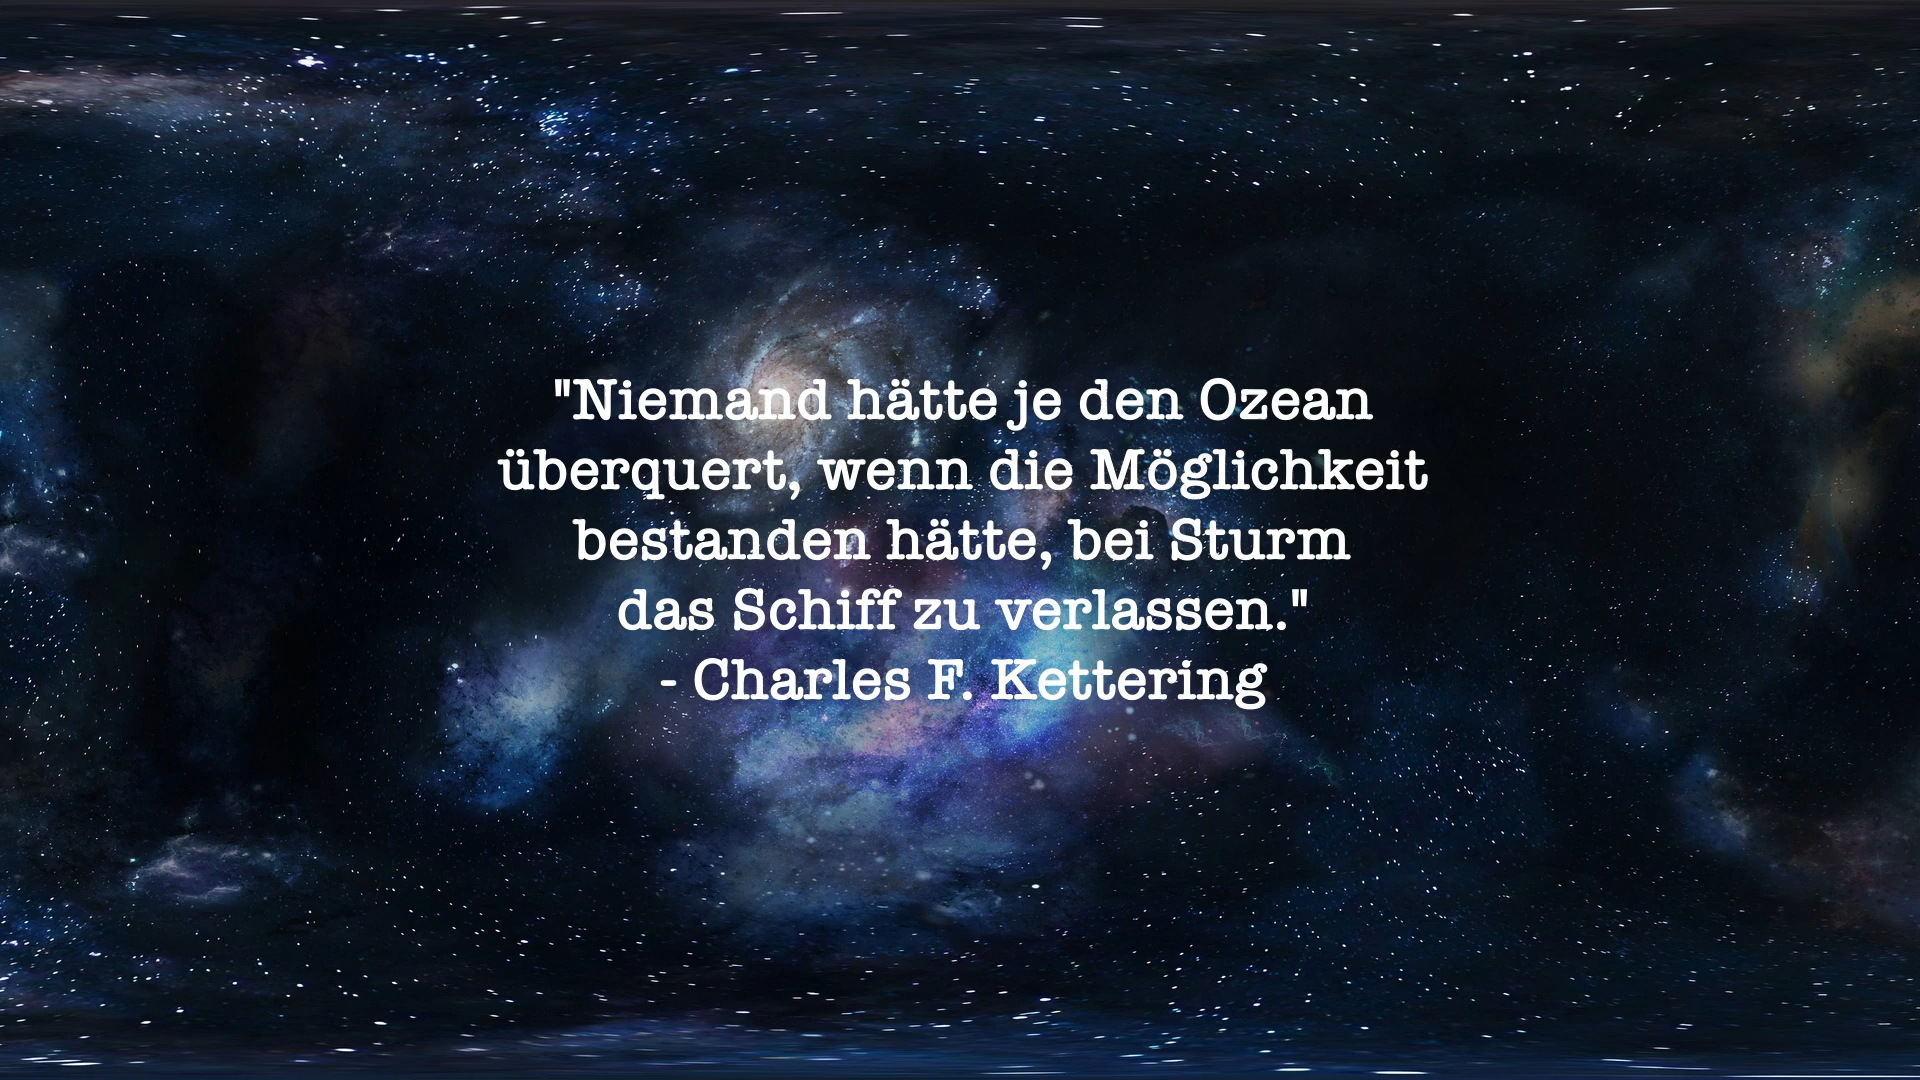 "Niemand hätte je den Ozean
überquert, wenn die Möglichkeit
bestanden hätte, bei Sturm
das Schiff zu verlassen."
- Charles F. Kettering